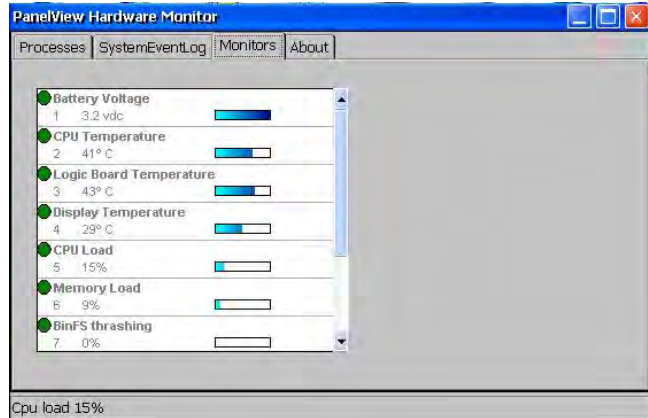 PanelView Hardware Monitor
Processes SystemEventLog Monitors About
Battery Voltage
1 3.2 vdc
CPU Temperature
2 41° C
Logic Board Temperature
3 43° C
Display Temperature
4 29° C
CPU Load
5 15%
Memory Load
6 9%
BinFS thrashing
7 0%
Cpu load 15%